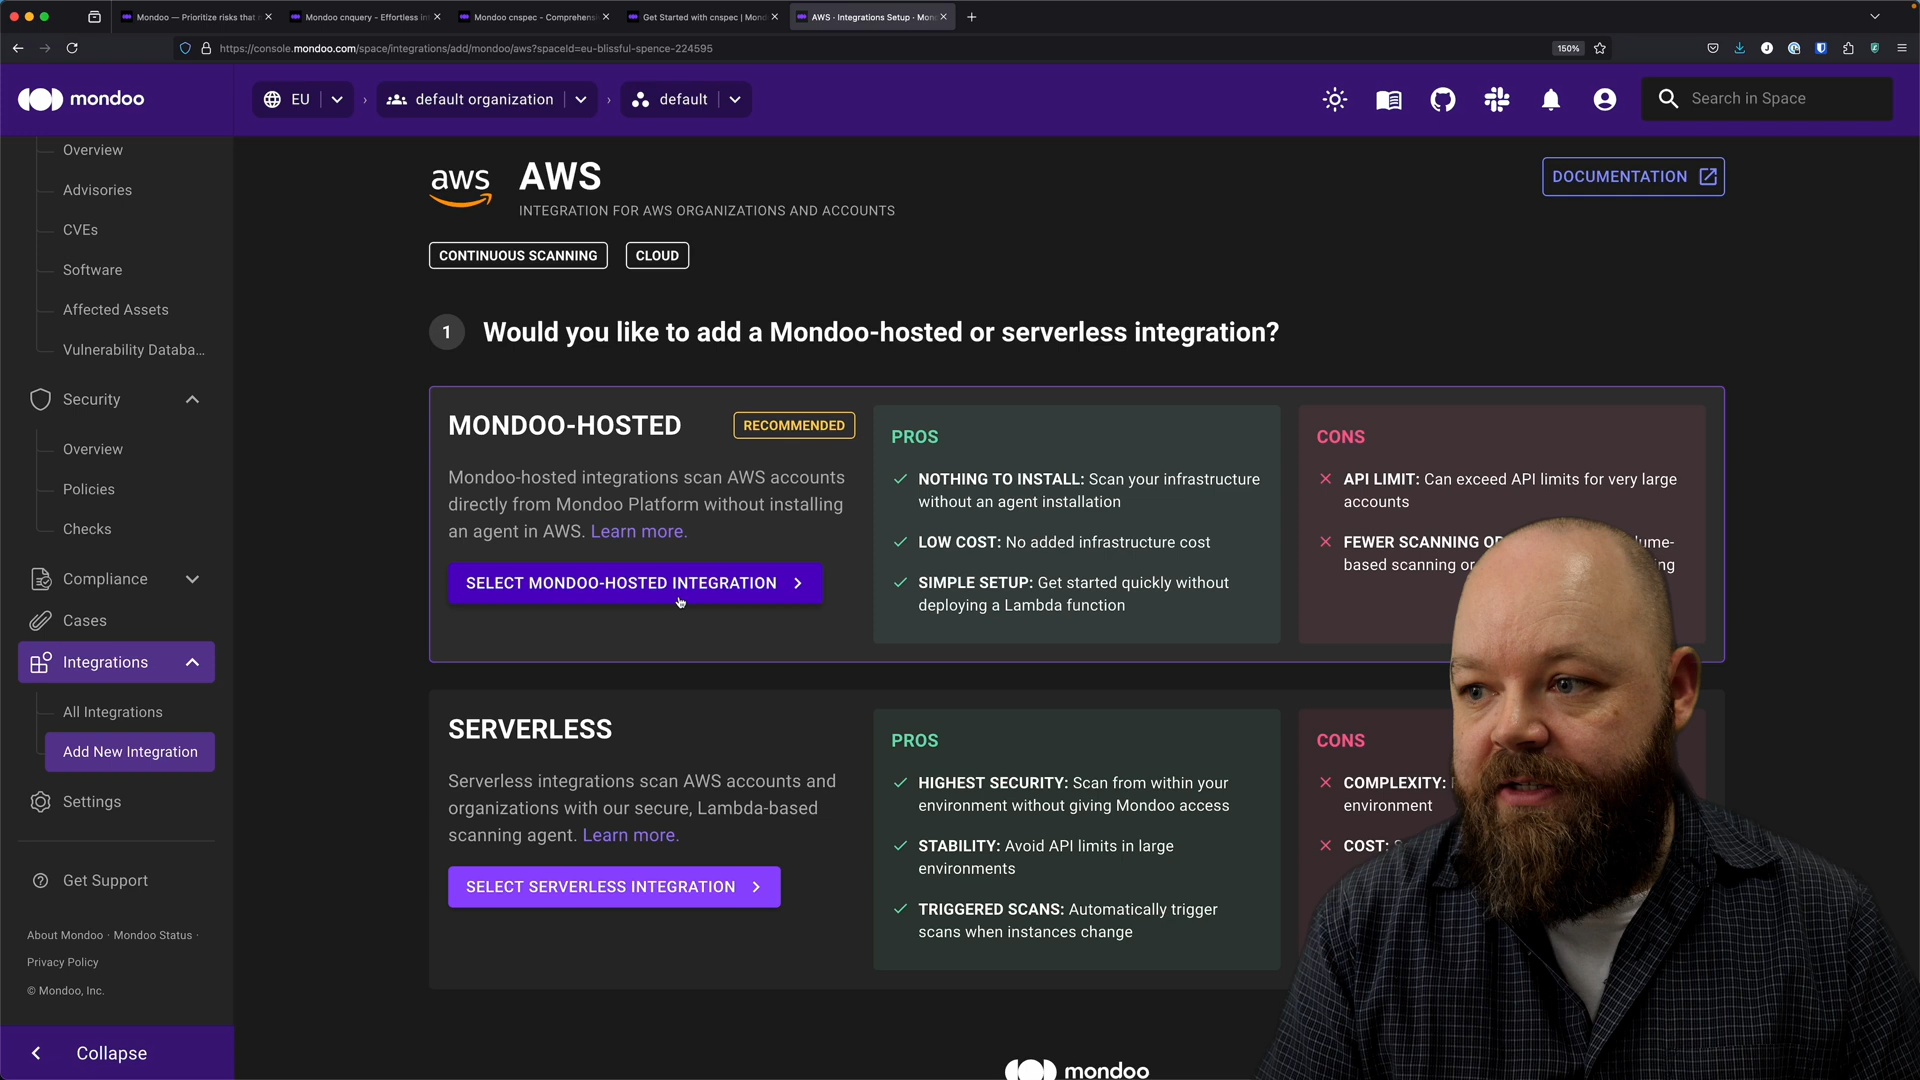 Mondoo — Prioritize risks that
Mondoo cnquery - Effortless in
Mondoo cnspec - Comprehens
Get Started with cnspec | Mond
AWS · Integrations Setup · Mon
https://console.mondoo.com/space/integrations/add/mondoo/aws?spaceId=eu-blissful-spence-224595
150%
mondoo
EU
default organization
default
Search in Space
Overview
Advisories
CVEs
Software
Affected Assets
Vulnerability Databa...
Security
Overview
Policies
Checks
Compliance
Cases
Integrations
All Integrations
Add New Integration
Settings
Get Support
About Mondoo · Mondoo Status ·
Privacy Policy
© Mondoo, Inc.
Collapse
aws
AWS
INTEGRATION FOR AWS ORGANIZATIONS AND ACCOUNTS
DOCUMENTATION
CONTINUOUS SCANNING
CLOUD
1
Would you like to add a Mondoo-hosted or serverless integration?
MONDOO-HOSTED
RECOMMENDED
Mondoo-hosted integrations scan AWS accounts
directly from Mondoo Platform without installing
an agent in AWS. Learn more.
SELECT MONDOO-HOSTED INTEGRATION
PROS
NOTHING TO INSTALL: Scan your infrastructure
without an agent installation
LOW COST: No added infrastructure cost
SIMPLE SETUP: Get started quickly without
deploying a Lambda function
CONS
API LIMIT: Can exceed API limits for very large
accounts
FEWER SCANNING
based scanning
SERVERLESS
Serverless integrations scan AWS accounts and
organizations with our secure, Lambda-based
scanning agent. Learn more.
SELECT SERVERLESS INTEGRATION
PROS
HIGHEST SECURITY: Scan from within your
environment without giving Mondoo access
STABILITY: Avoid API limits in large
environments
TRIGGERED SCANS: Automatically trigger
scans when instances change
CONS
COMPLEXITY:
environment
COST:
mondoo